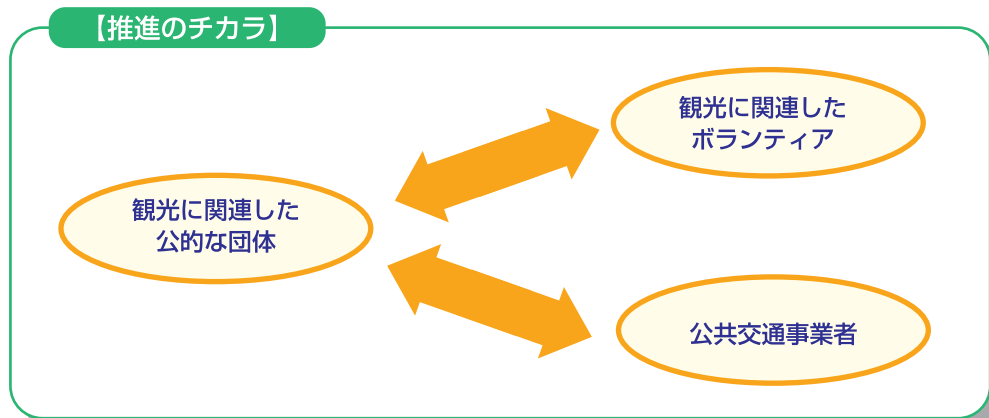 【推進のチカラ】
観光に関連した
ボランティア
観光に関連した
公的な団体
公共交通事業者